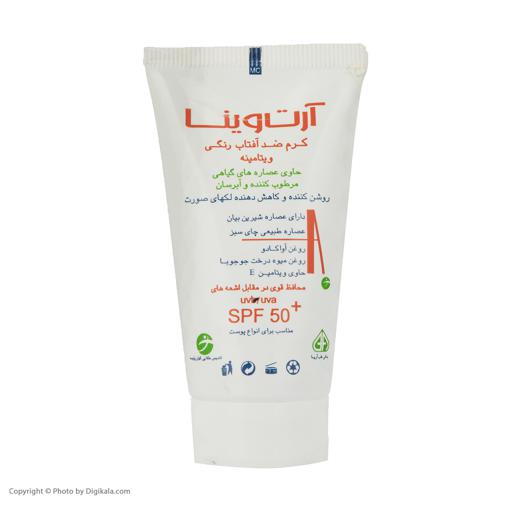 MC
آرت‌وینا
کرم ضد آفتاب رنگی
ویتامینه
حاوی عصاره های گیاهی
مرطوب کننده و آبرسان
روشن کننده و کاهش دهنده لکهای صورت
دارای عصاره شیرین بیان
عصاره طبیعی چای سبز
روغن آواکادو
روغن میوه درخت جوجوبا
حاوی ویتامین E
محافظ قوی در مقابل اشعه های
uvb uva
SPF 50+
مناسب برای انواع پوست
Copyright © Photo by Digikala.com